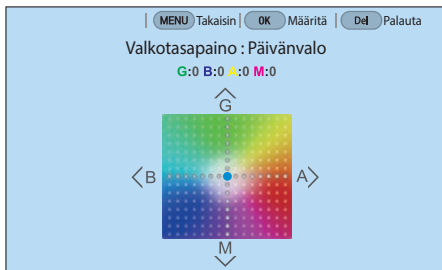 MENU Takaisin OK Määritä Del Palauta
Valkotasapaino : Päivänvalo
G:0 B:0 A:0 M:0
G
B A
M